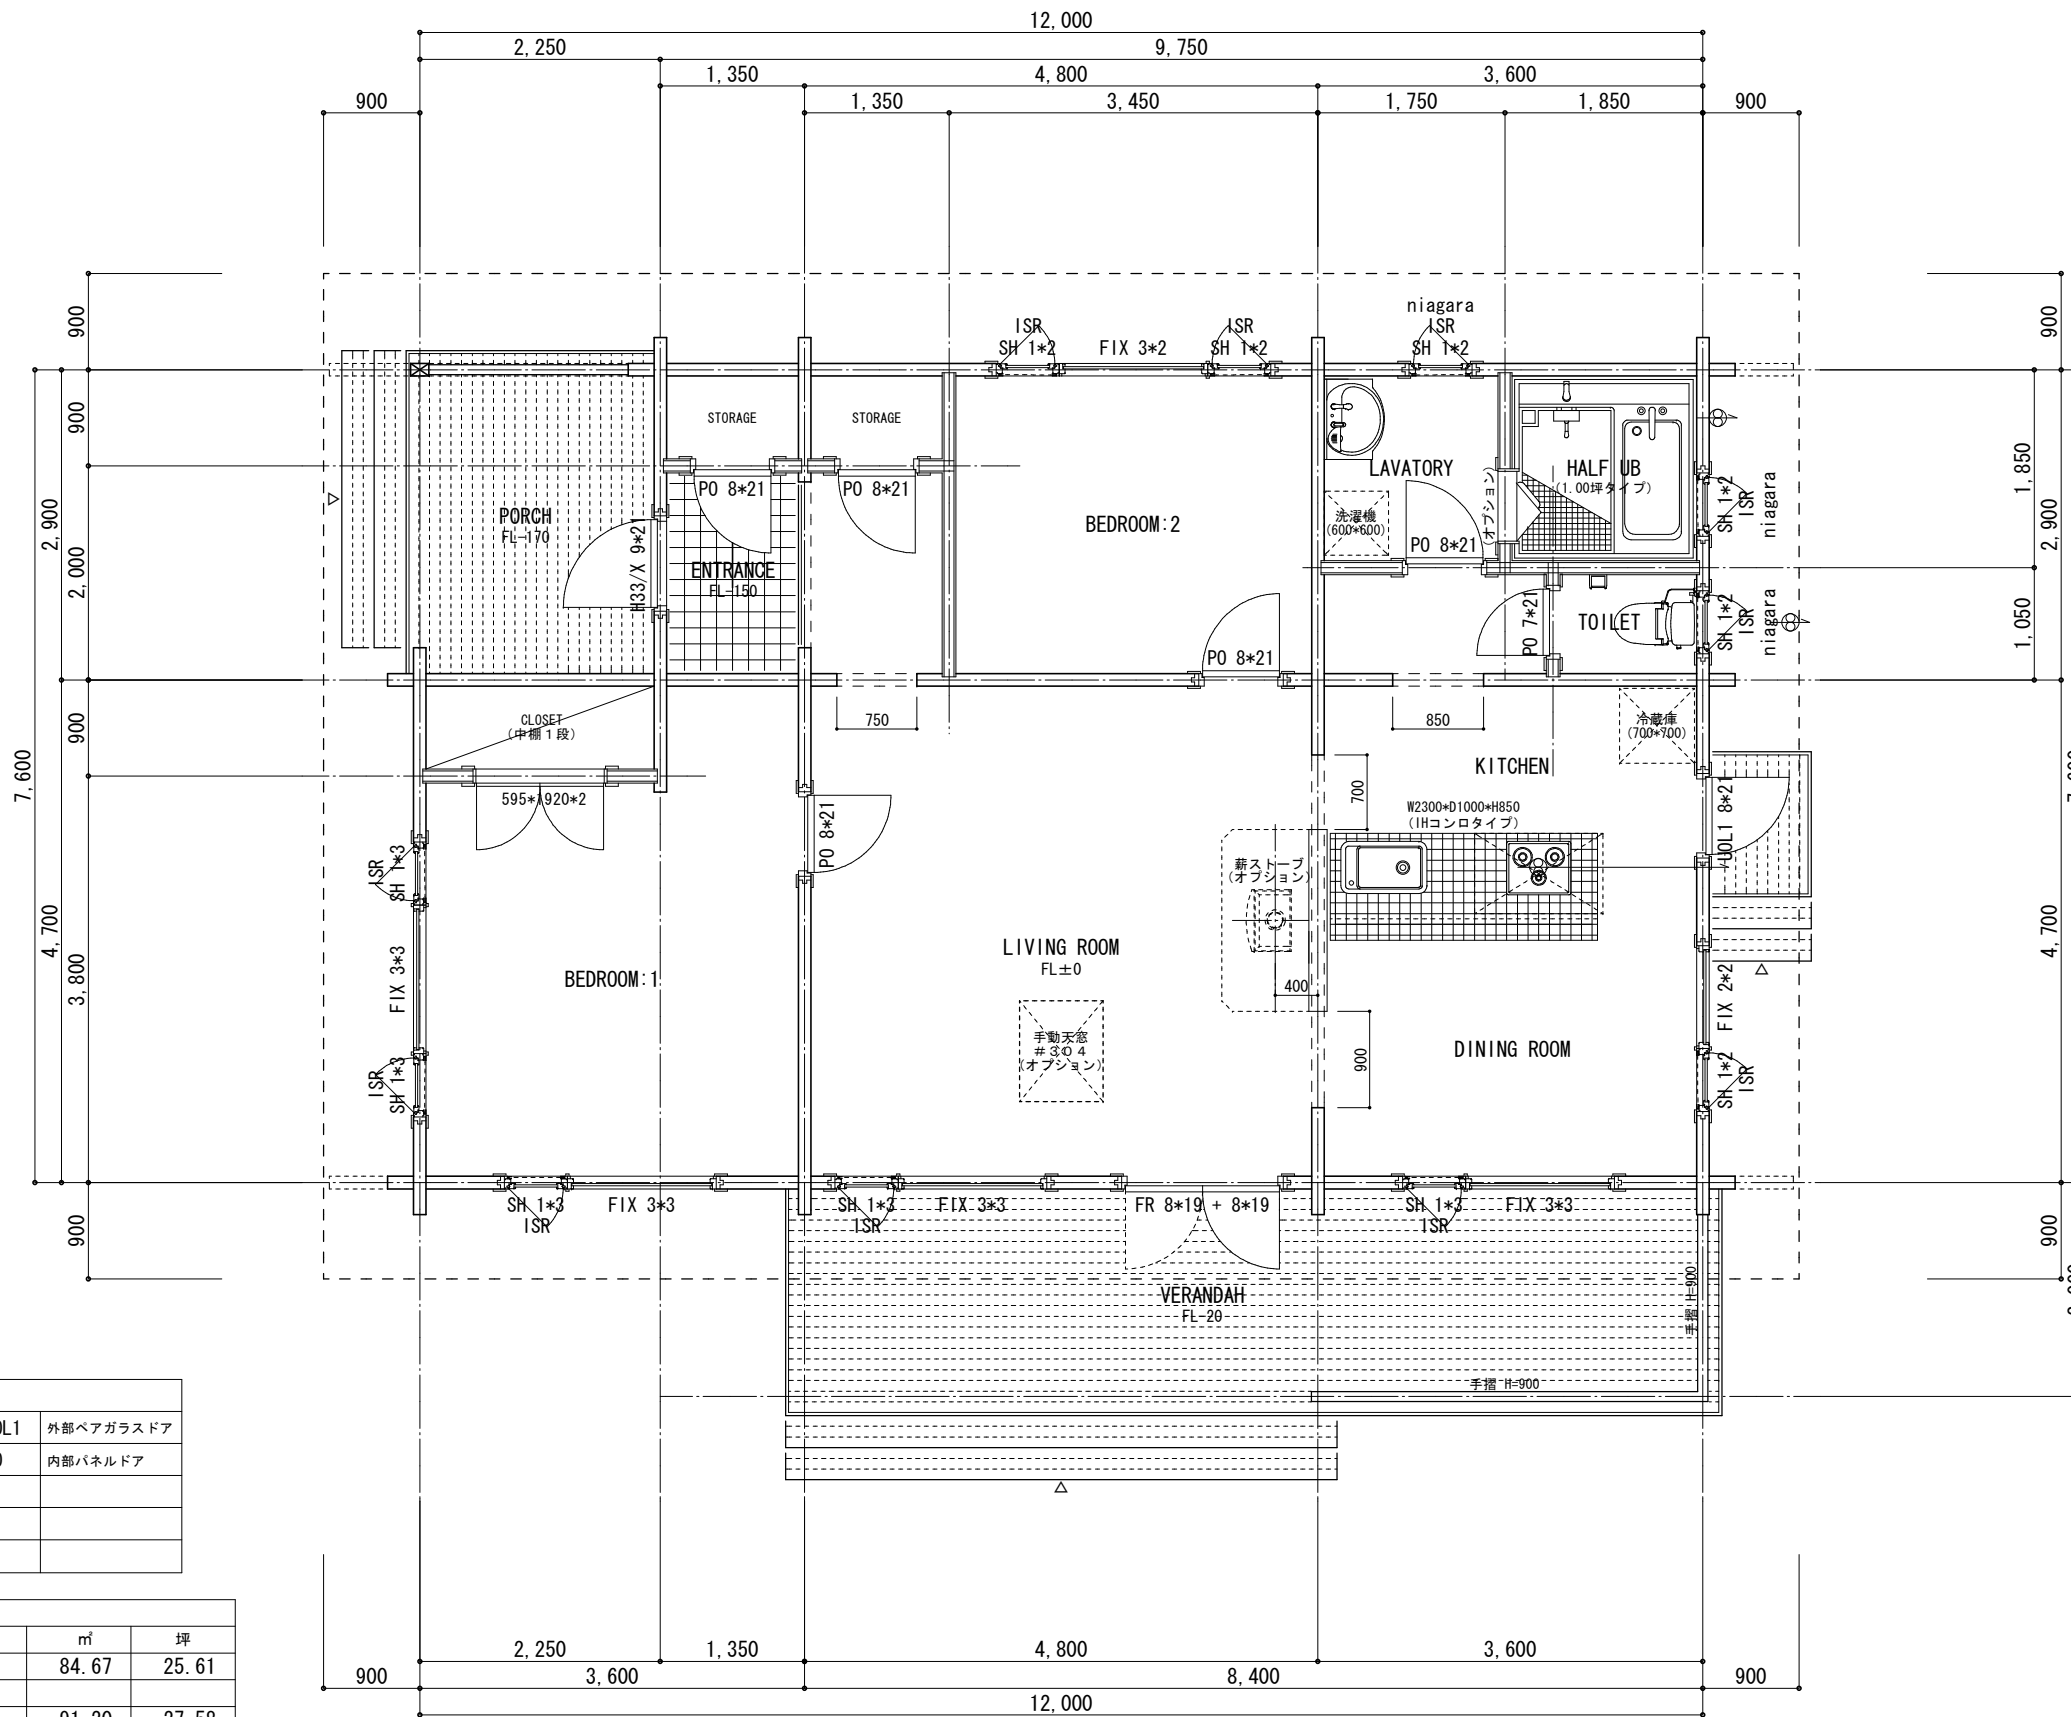 12,000
2,250
9,750
1,350
4,800
3,600
900
1,350
3,450
1,750
1,850
900
niagara
ISR
SH 1*2
FIX 3*2
ISR
SH 1*2
ISR
SH 1*2
900
900
2,900
2,000
900
7,600
4,700
3,800
900
STORAGE
STORAGE
PO 8*21
PO 8*21
PORCH
FL-170
H33/X 9*2
ENTRANCE
FL-150
BEDROOM:2
PO 8*21
LAVATORY
洗濯機
(600*600)
PO 8*21
(オプション)
HALF UB
(1.00坪タイプ)
SH 1*2
ISR
niagara
PO 7*21
TOILET
SH 1*2
ISR
niagara
900
1,850
2,900
1,050
4,700
900
CLOSET
(中棚1段)
595*1920*2
750
850
冷蔵庫
(700*700)
KITCHEN
W2300*D1000*H850
(IHコンロタイプ)
700
UOL1 8*21
PO 8*21
薪ストーブ
(オプション)
ISR
SH 1*3
FIX 3*3
ISR
SH 1*3
BEDROOM:1
LIVING ROOM
FL±0
400
手動天窓
#304
(オプション)
900
DINING ROOM
FIX 2*2
SH 1*2
ISR
SH 1*3
ISR
FIX 3*3
SH 1*3
ISR
FIX 3*3
FR 8*19 + 8*19
SH 1*3
ISR
FIX 3*3
VERANDAH
FL-20
手摺 H=900
手摺 H=900
外部ペアガラスドア
内部パネルドア
㎡ 坪
84.67 25.61
2,250
1,350
4,800
3,600
900
3,600
8,400
900
12,000